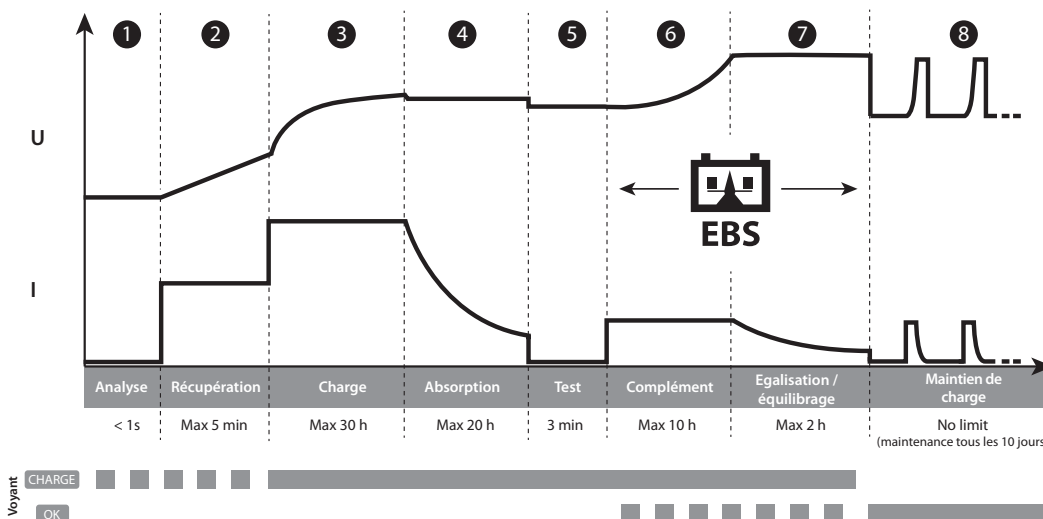 1 2 3 4 5 6 7 8
U
EBS
I
Analyse Récupération Charge Absorption Test Complément Egalisation / équilibrage Maintien de charge
< 1s Max 5 min Max 30 h Max 20 h 3 min Max 10 h Max 2 h No limit
(maintenance tous les 10 jours
Voyant
CHARGE
OK